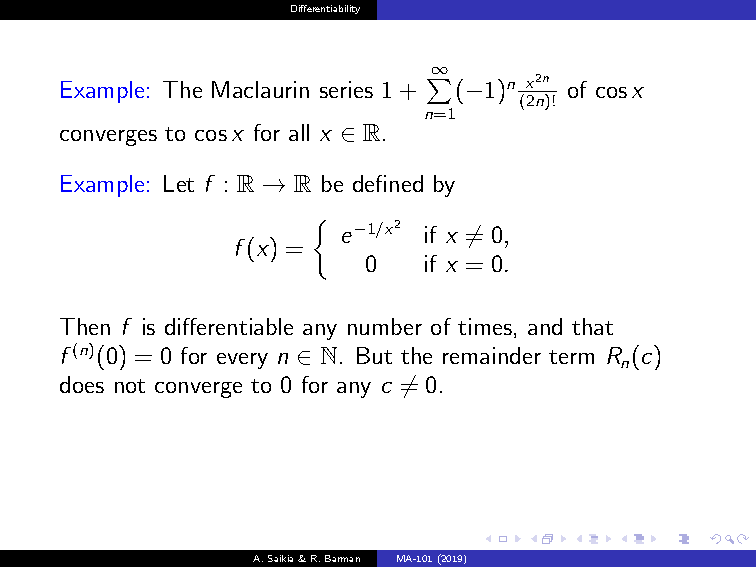 Differentiability
Example: The Maclaurin series 1 + ∞∑n=1 (−1)ⁿ x²ⁿ/(2n)! of cos x
converges to cos x for all x ∈ ℝ.
Example: Let f : ℝ → ℝ be defined by
f(x) = { e^{−1/x²} if x ≠ 0,
0 if x = 0.
Then f is differentiable any number of times, and that
f⁽ⁿ⁾(0) = 0 for every n ∈ ℕ. But the remainder term Rₙ(c)
does not converge to 0 for any c ≠ 0.
A. Saikia & R. Barman MA-101 (2019)